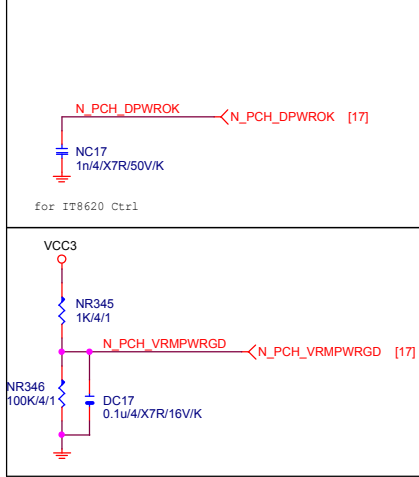 N_PCH_DPWROK
N_PCH_DPWROK [17]
NC17
1n/4/X7R/50V/K
for IT8620 Ctrl
VCC3
NR345
1K/4/1
N_PCH_VRMPWRGD
N_PCH_VRMPWRGD [17]
NR346
100K/4/1
DC17
0.1u/4/X7R/16V/K